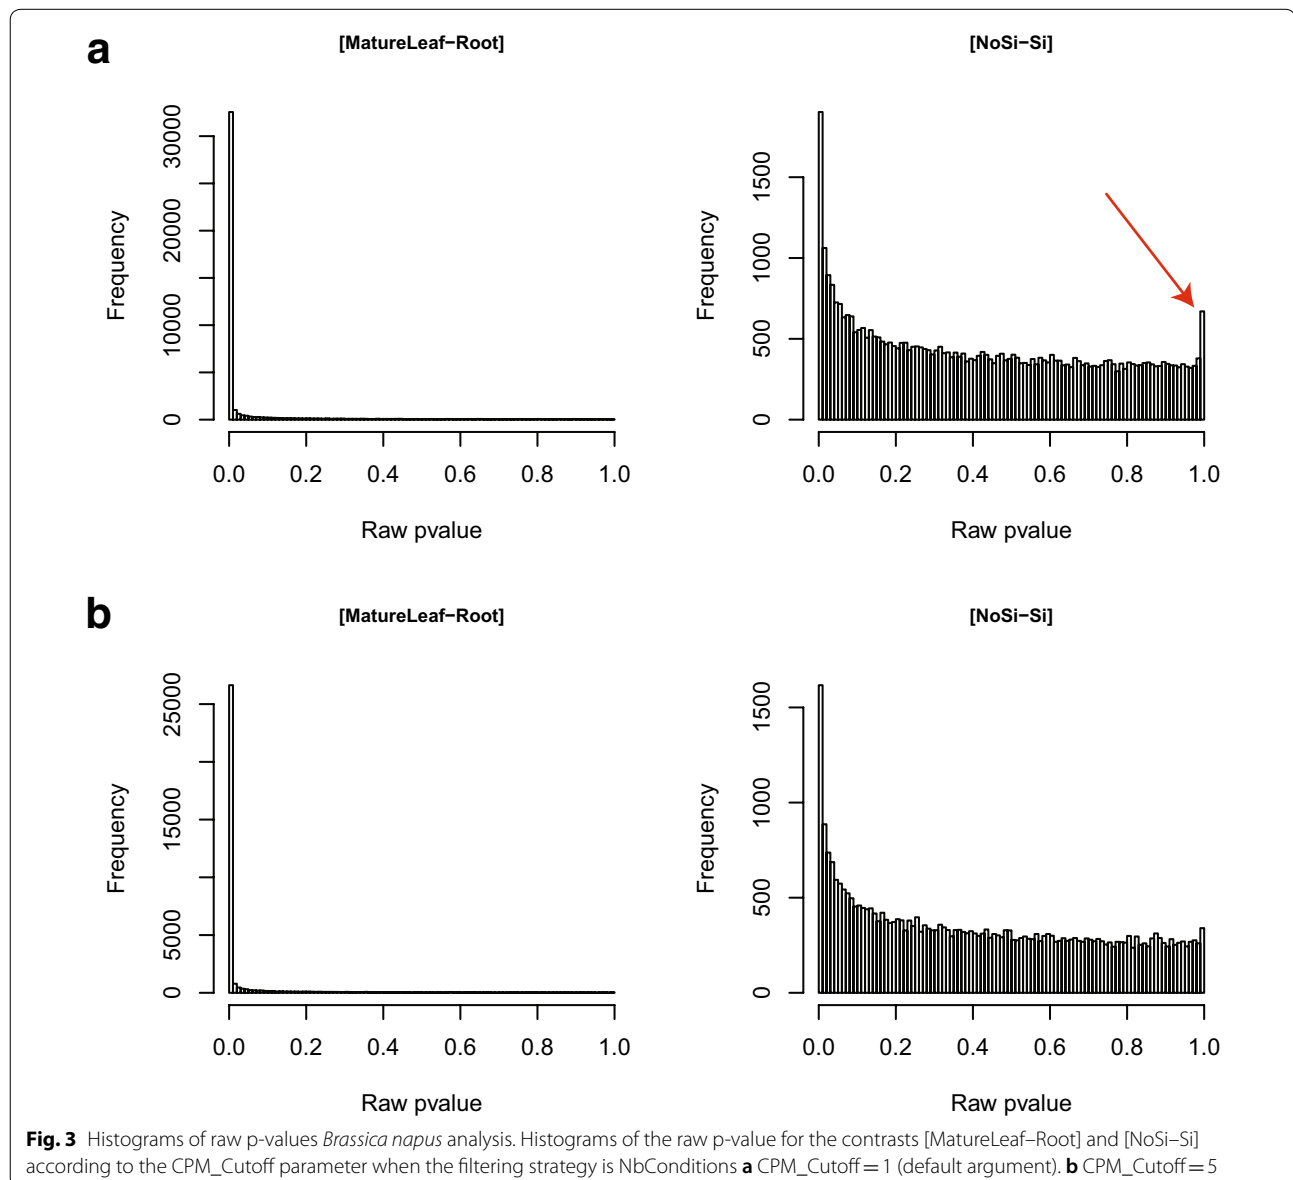 a
[MatureLeaf−Root]
[NoSi−Si]
Frequency
0
10000
20000
30000
0.0 0.2 0.4 0.6 0.8 1.0
Raw pvalue
Frequency
0
500
1000
1500
0.0 0.2 0.4 0.6 0.8 1.0
Raw pvalue
b
[MatureLeaf−Root]
[NoSi−Si]
Frequency
0
5000
15000
25000
0.0 0.2 0.4 0.6 0.8 1.0
Raw pvalue
Frequency
0
500
1000
1500
0.0 0.2 0.4 0.6 0.8 1.0
Raw pvalue
Fig. 3 Histograms of raw p-values Brassica napus analysis. Histograms of the raw p-value for the contrasts [MatureLeaf–Root] and [NoSi–Si]
according to the CPM_Cutoff parameter when the filtering strategy is NbConditions a CPM_Cutoff = 1 (default argument). b CPM_Cutoff = 5